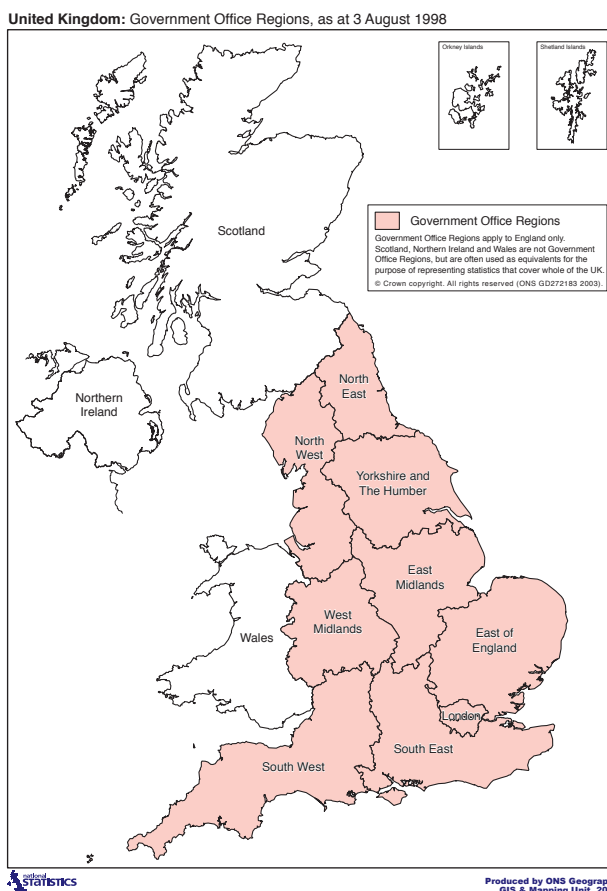 United Kingdom: Government Office Regions, as at 3 August 1998
Orkney Islands
Shetland Islands
Government Office Regions
Government Office Regions apply to England only.
Scotland, Northern Ireland and Wales are not Government
Office Regions, but are often used as equivalents for the
purpose of representing statistics that cover whole of the UK.
© Crown copyright. All rights reserved (ONS GD272183 2003).
Scotland
North
East
Northern
Ireland
North
West
Yorkshire and
The Humber
East
Midlands
West
Midlands
Wales
East of
England
London
South East
South West
national
STATISTICS
Produced by ONS Geograp
GIS & Mapping Unit, 20